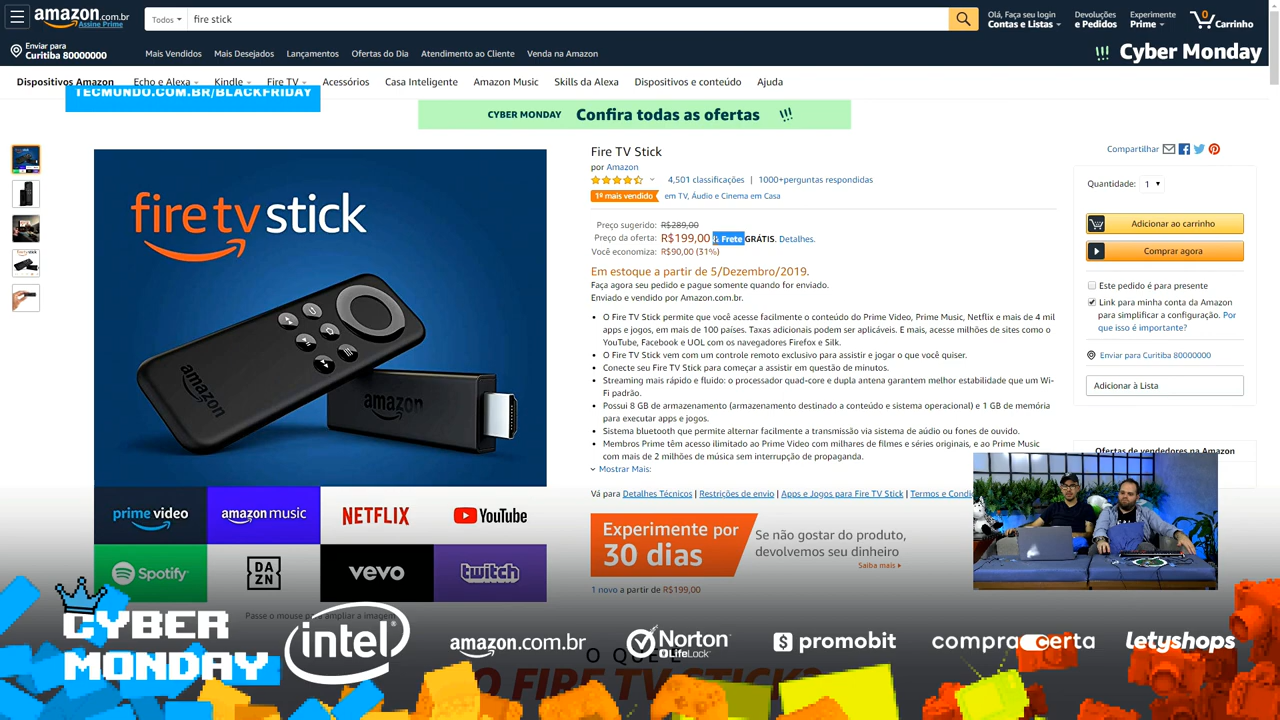 amazon.com.br
Assine Prime
Todos
fire stick
Olá, Faça seu login
Contas e Listas
Devoluções
e Pedidos
Experimente
Prime
0
Carrinho
Enviar para
Curitiba 80000000
Mais Vendidos
Mais Desejados
Lançamentos
Ofertas do Dia
Atendimento ao Cliente
Venda na Amazon
Cyber Monday
Dispositivos Amazon
Echo e Alexa
Kindle
Fire TV
Acessórios
Casa Inteligente
Amazon Music
Skills da Alexa
Dispositivos e conteúdo
Ajuda
TECMUNDO.COM.BR/BLACKFRIDAY
CYBER MONDAY Confira todas as ofertas
fire tv stick
amazon
amazon
prime video
amazon music
NETFLIX
YouTube
Spotify
DAZN
vevo
twitch
Fire TV Stick
por Amazon
4,501 classificações | 1000+perguntas respondidas
1º mais vendido em TV, Áudio e Cinema em Casa
Preço sugerido: R$289,00
Preço da oferta: R$199,00 & Frete GRÁTIS. Detalhes.
Você economiza: R$90,00 (31%)
Em estoque a partir de 5/Dezembro/2019.
Faça agora seu pedido e pague somente quando for enviado.
Enviado e vendido por Amazon.com.br.
• O Fire TV Stick permite que você acesse facilmente o conteúdo do Prime Video, Prime Music, Netflix e mais de 4 mil
apps e jogos, em mais de 100 países. Taxas adicionais podem ser aplicáveis. E mais, acesse milhões de sites como o
YouTube, Facebook e UOL com os navegadores Firefox e Silk.
• O Fire TV Stick vem com um controle remoto exclusivo para assistir e jogar o que você quiser.
• Conecte seu Fire TV Stick para começar a assistir em questão de minutos.
• Streaming mais rápido e fluido: o processador quad-core e dupla antena garantem melhor estabilidade que um Wi-
Fi padrão.
• Possui 8 GB de armazenamento (armazenamento destinado a conteúdo e sistema operacional) e 1 GB de memória
para executar apps e jogos.
• Sistema bluetooth que permite alternar facilmente a transmissão via sistema de aúdio ou fones de ouvido.
• Membros Prime têm acesso ilimitado ao Prime Video com milhares de filmes e séries originais, e ao Prime Music
com mais de 2 milhões de música sem interrupção de propaganda.
Mostrar Mais:
Vá para Detalhes Técnicos | Restrições de envio | Apps e Jogos para Fire TV Stick | Termos e Condiç
Experimente por
30 dias
Se não gostar do produto,
devolvemos seu dinheiro
Saiba mais
1 novo a partir de R$199,00
Compartilhar
Quantidade: 1
Adicionar ao carrinho
Comprar agora
Este pedido é para presente
Link para minha conta da Amazon
para simplificar a configuração. Por
que isso é importante?
Enviar para Curitiba 80000000
Adicionar à Lista
Ofertas de vendedores na Amazon
Passe o mouse para ampliar a imagem
O QUE É
O FIRE TV STICK?
CYBER
MONDAY
intel
amazon.com.br
Norton
LifeLock
promobit
compracerta
letyshops